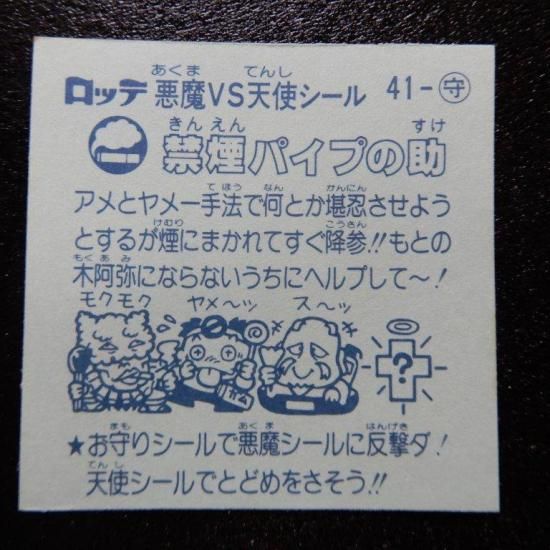 ロッテ 悪魔VS天使シール 41-守
禁煙パイプの助
アメとヤメー手法で何とか堪忍させよう
とするが煙にまかれてすぐ降参!!もとの
木阿弥にならないうちにヘルプして〜!
モクモク ヤメ〜ッ ス〜ッ
ガム
?
★お守りシールで悪魔シールに反撃ダ!
天使シールでとどめをさそう!!